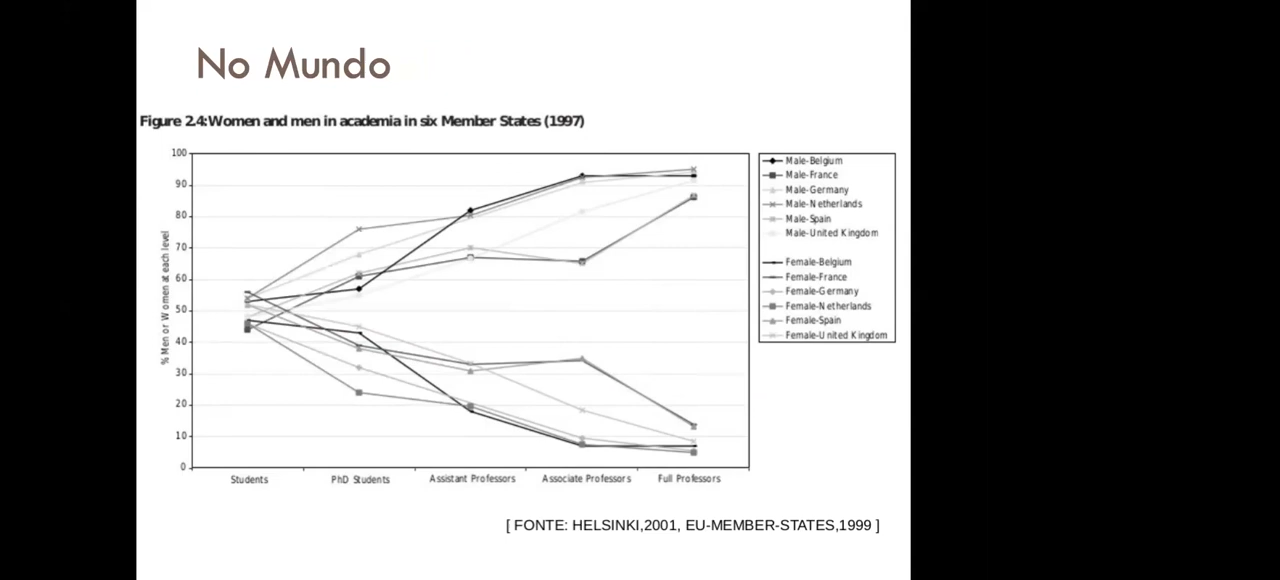 No Mundo
Figure 2.4:Women and men in academia in six Member States (1997)
% Men or Women at each level
100
90
80
70
60
50
40
30
20
10
0
Students
PhD Students
Assistant Professors
Associate Professors
Full Professors
Male-Belgium
Male-France
Male-Germany
Male-Netherlands
Male-Spain
Male-United Kingdom
Female-Belgium
Female-France
Female-Germany
Female-Netherlands
Female-Spain
Female-United Kingdom
[ FONTE: HELSINKI,2001, EU-MEMBER-STATES,1999 ]